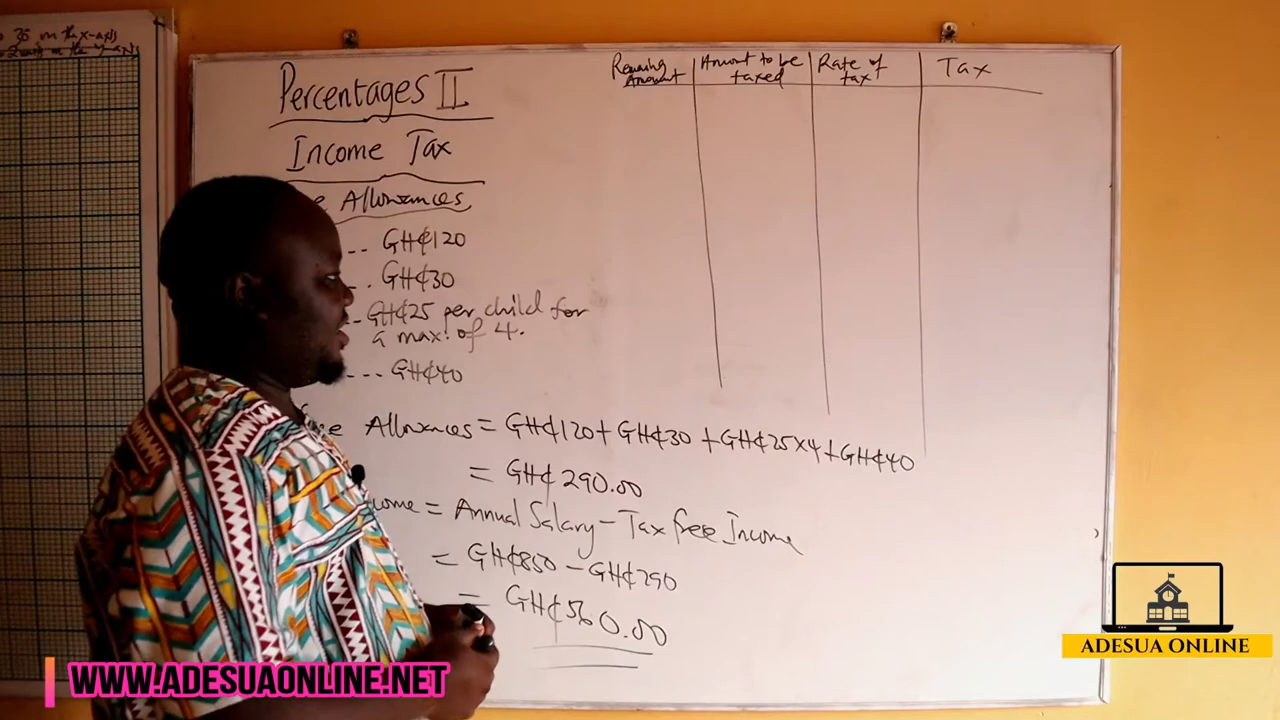 Percentages II
Income Tax
Allowances
-- GH₵120
. GH₵30
-- GH₵25 per child for
a max. of 4.
--- GH₵40
Allowances = GH₵120 + GH₵30 + GH₵25×4 + GH₵40
= GH₵290.00
= Annual Salary - Tax free Income
= GH₵850 - GH₵290
= GH₵560.00
Remaining Amount
Amount to be taxed
Rate of tax
Tax
on the x-axis
ADESUA ONLINE
WWW.ADESUAONLINE.NET